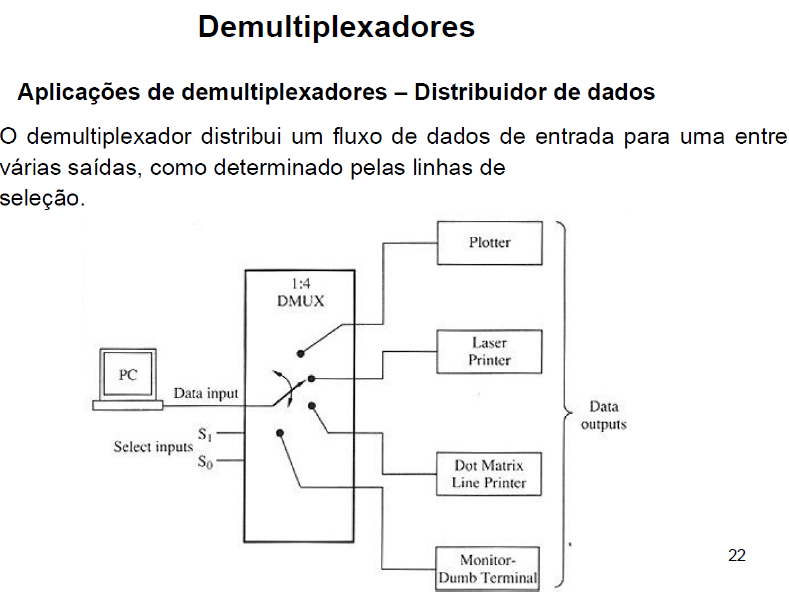 Demultiplexadores
Aplicações de demultiplexadores – Distribuidor de dados
O demultiplexador distribui um fluxo de dados de entrada para uma entre
várias saídas, como determinado pelas linhas de
seleção.
Plotter
1:4
DMUX
Laser
Printer
PC
Data input
Data
outputs
S1
Select inputs
S0
Dot Matrix
Line Printer
Monitor-
Dumb Terminal
22